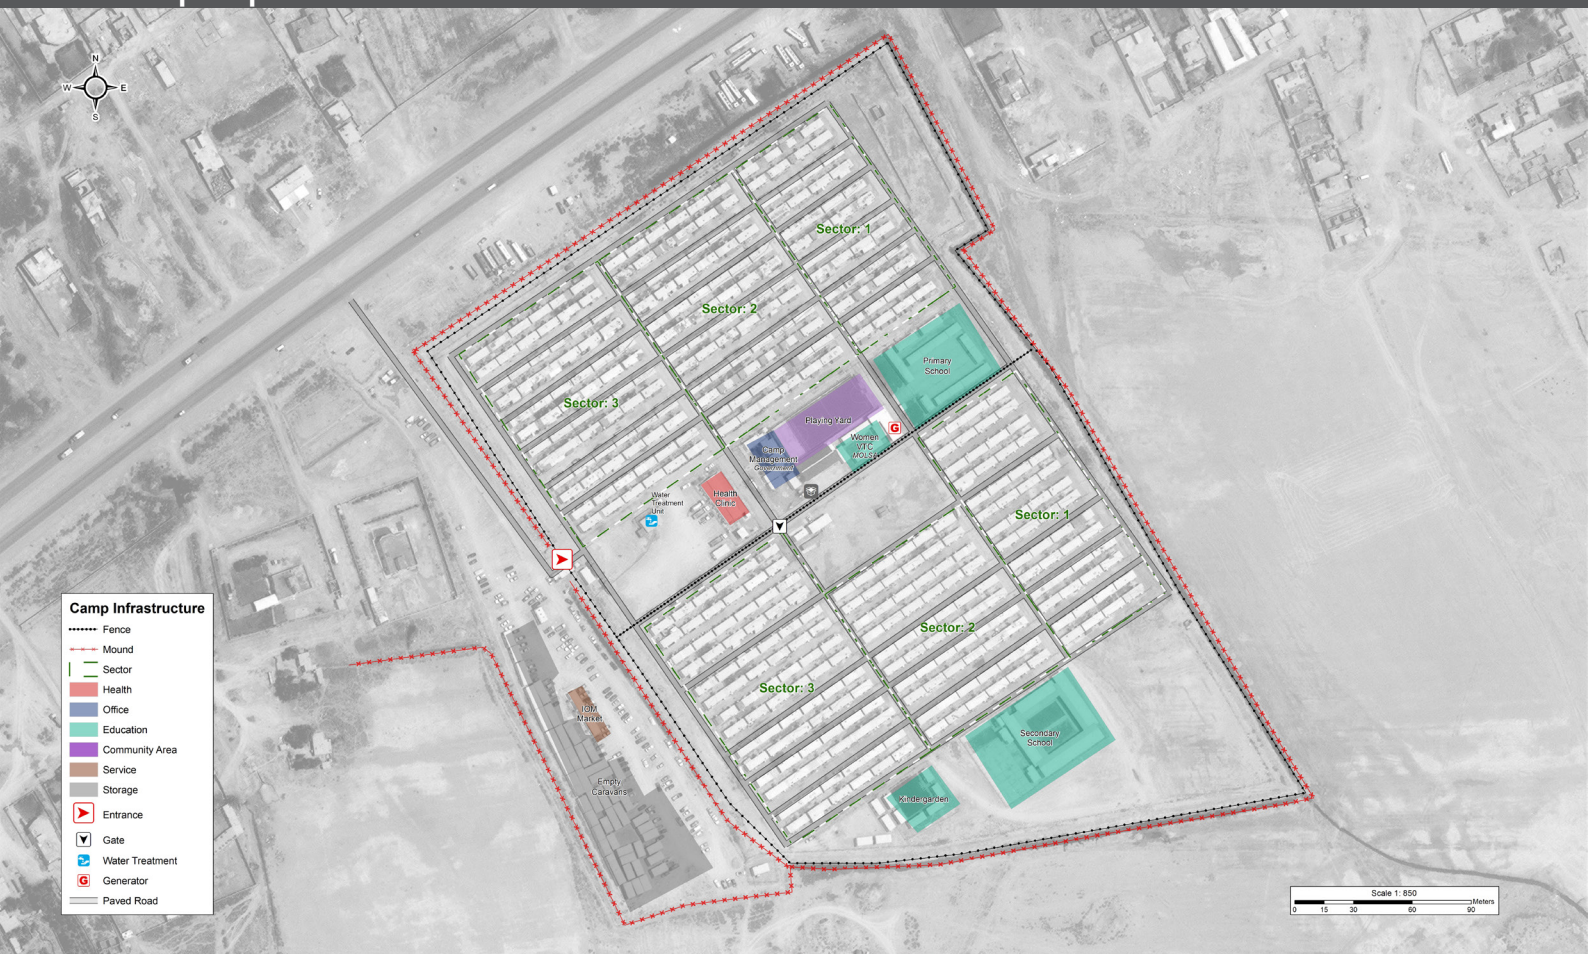 N
W E
S
Sector: 1
Sector: 2
Primary
School
Sector: 3
Playing Yard
Women
V.T.C
MOLSA
G
Camp
Management
Government
Health
Clinic
Water
Treatment
Unit
Sector: 1
Sector: 2
Sector: 3
IOM
Market
Secondary
School
Empty
Caravans
Kindergarden
Camp Infrastructure
Fence
Mound
Sector
Health
Office
Education
Community Area
Service
Storage
Entrance
Gate
Water Treatment
G Generator
Paved Road
Scale 1: 850
Meters
0 15 30 60 90